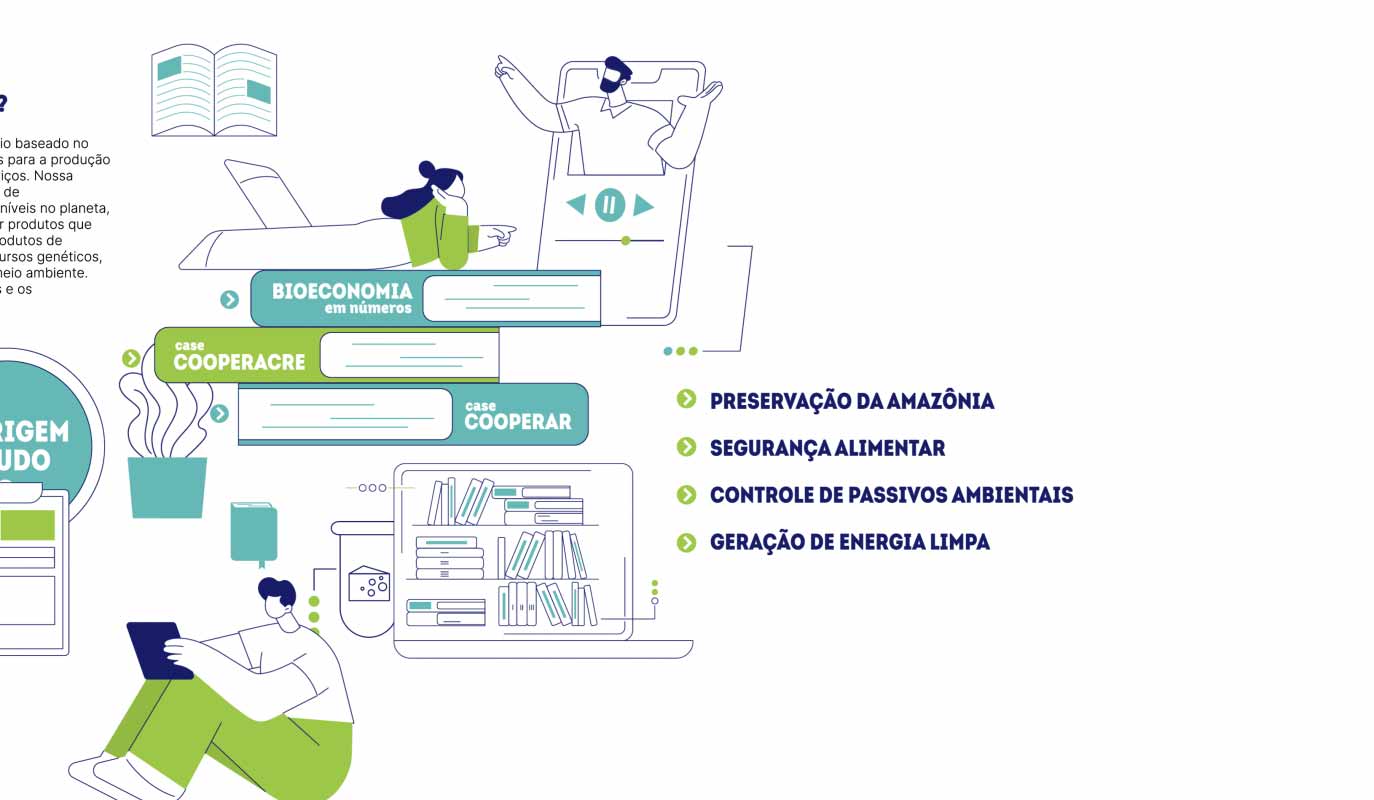 ?
io baseado no
s para a produção
iços. Nossa
de
níveis no planeta,
r produtos que
odutos de
ursos genéticos,
neio ambiente.
s e os
RIGEM
UDO
BIOECONOMIA
em números
case
COOPERACRE
case
COOPERAR
PRESERVAÇÃO DA AMAZÔNIA
SEGURANÇA ALIMENTAR
CONTROLE DE PASSIVOS AMBIENTAIS
GERAÇÃO DE ENERGIA LIMPA